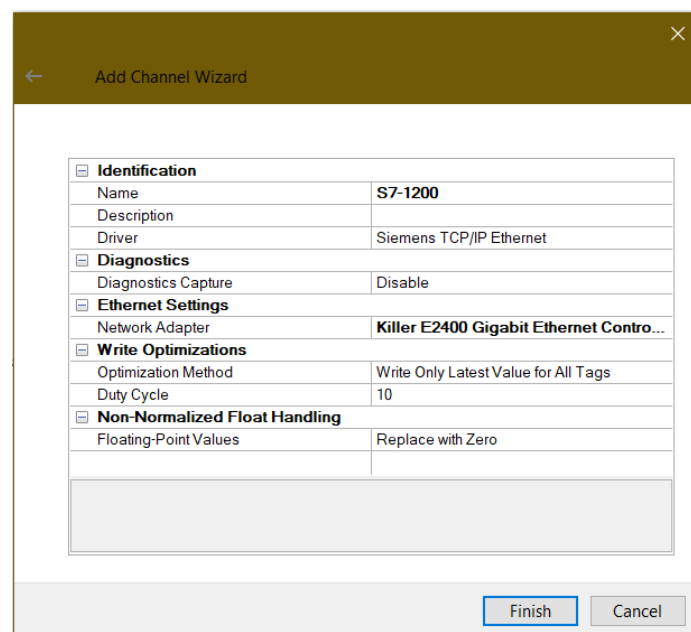 Add Channel Wizard
Identification
Name S7-1200
Description
Driver Siemens TCP/IP Ethernet
Diagnostics
Diagnostics Capture Disable
Ethernet Settings
Network Adapter Killer E2400 Gigabit Ethernet Contro...
Write Optimizations
Optimization Method Write Only Latest Value for All Tags
Duty Cycle 10
Non-Normalized Float Handling
Floating-Point Values Replace with Zero
Finish Cancel